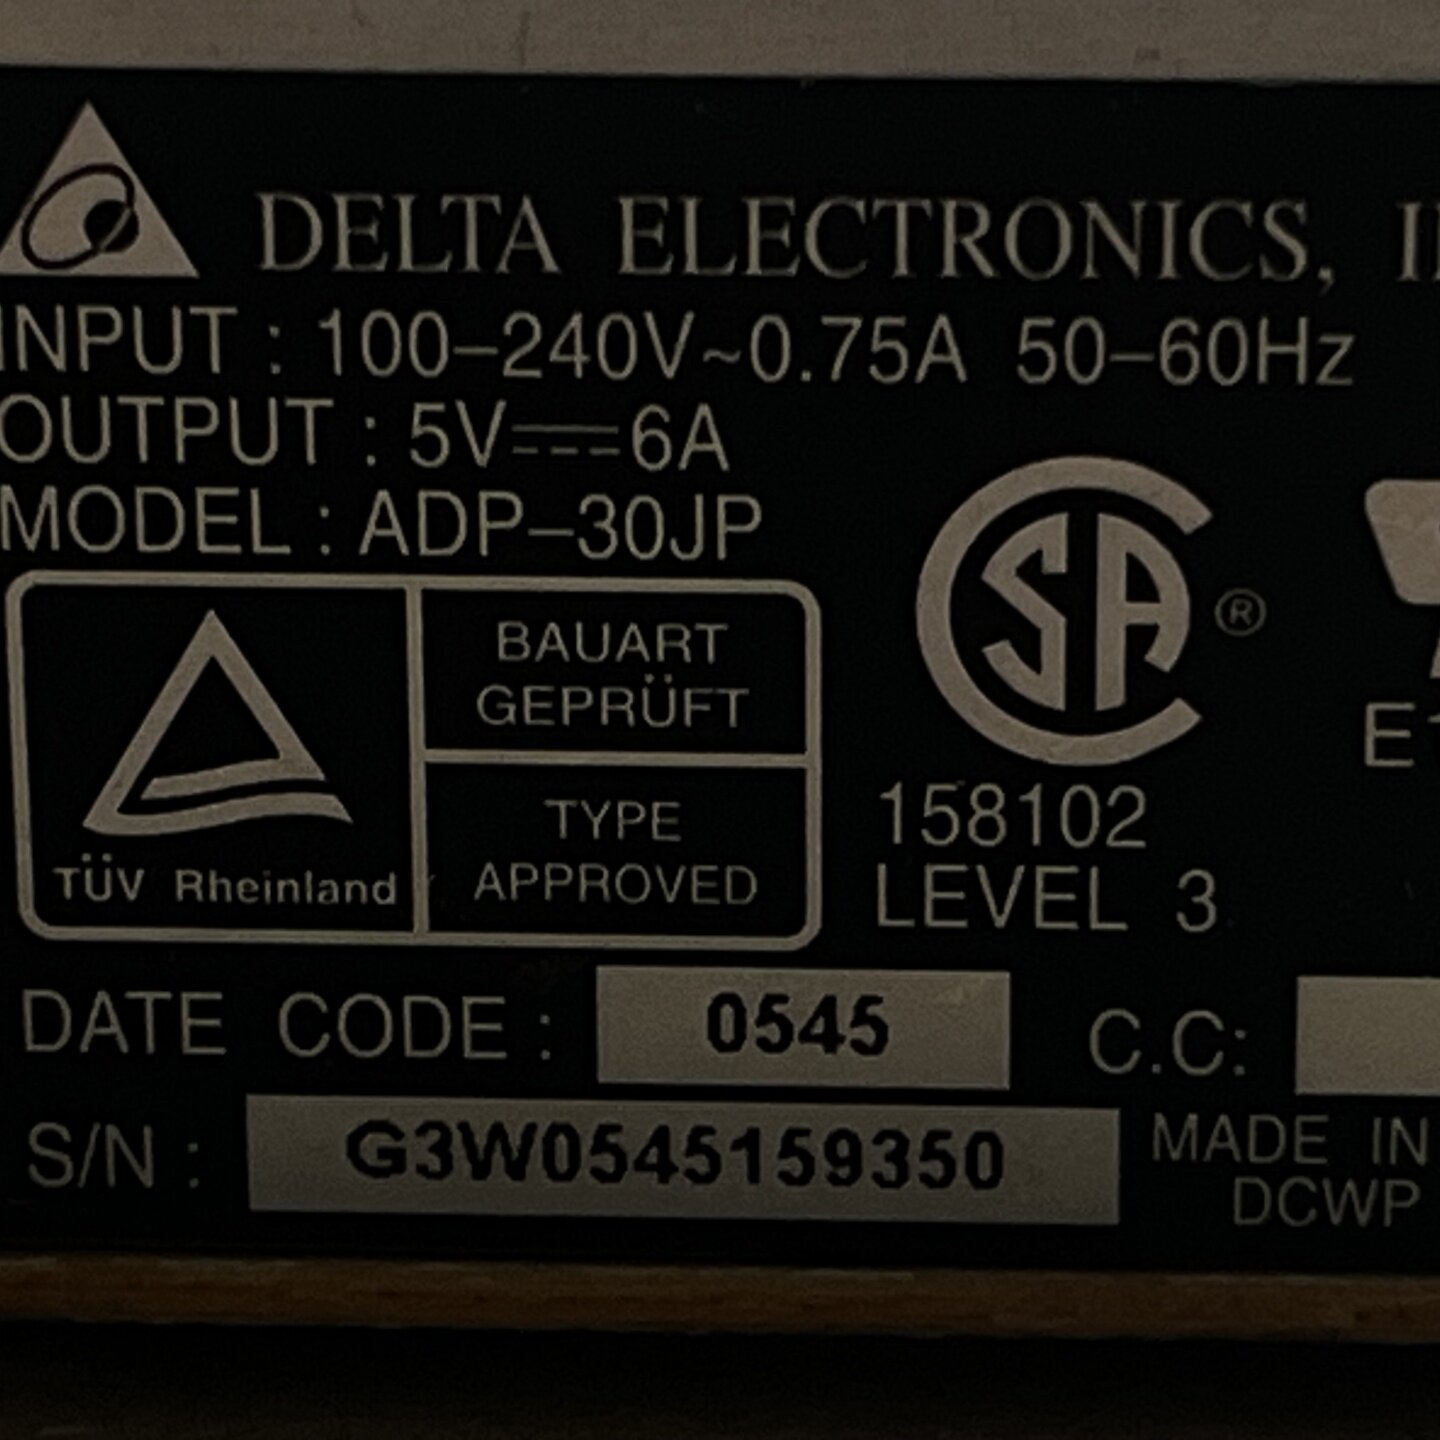 DELTA ELECTRONICS,
INPUT : 100-240V~0.75A 50-60Hz
OUTPUT : 5V⎓6A
MODEL : ADP-30JP
BAUART
GEPRÜFT
TYPE
APPROVED
TÜV Rheinland
SA ®
158102
LEVEL 3
DATE CODE : 0545 C.C:
S/N : G3W0545159350
MADE IN
DCWP